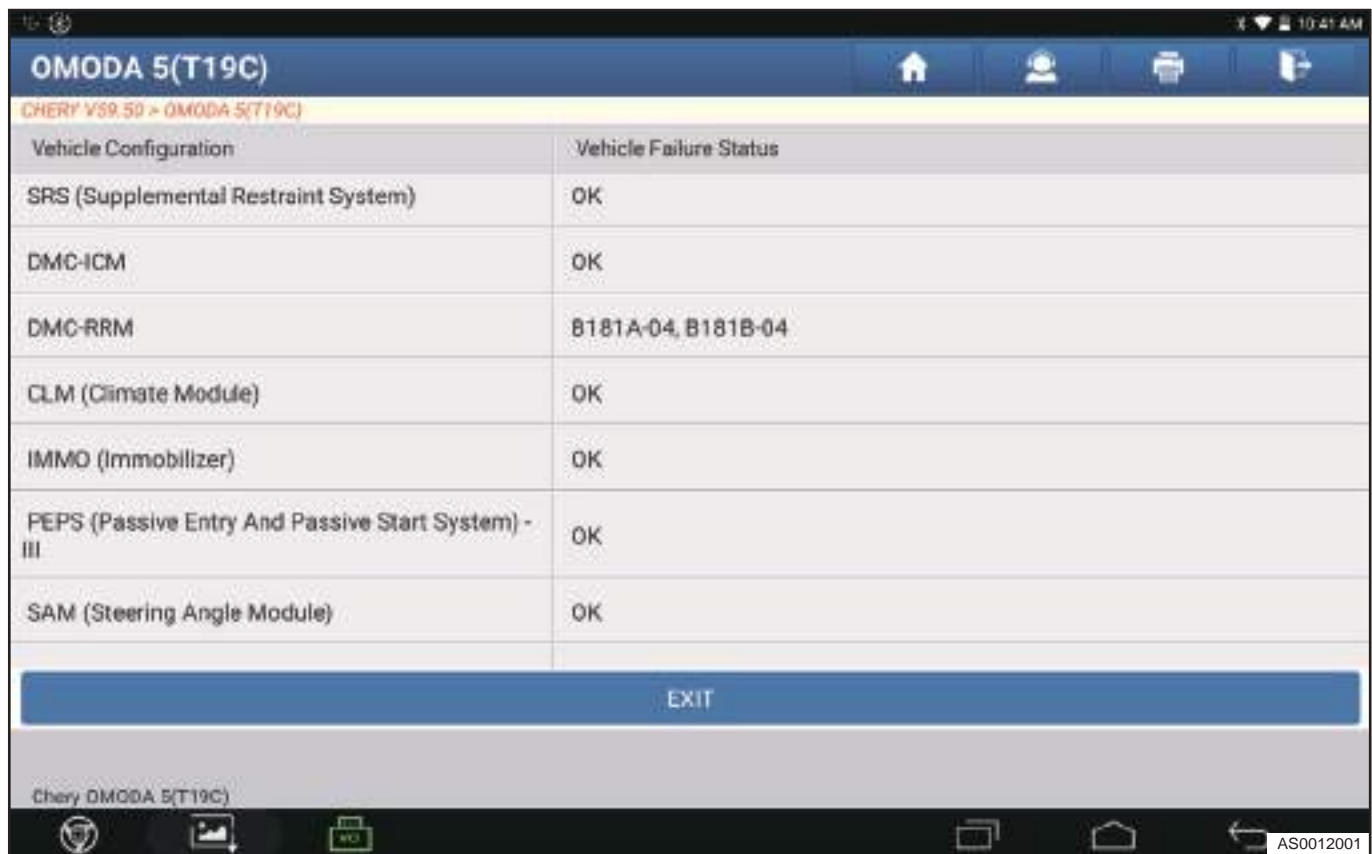 10:41 AM
OMODA 5(T19C)
CHERY V59.50 > OMODA 5(T19C)
Vehicle Configuration Vehicle Failure Status
SRS (Supplemental Restraint System) OK
DMC-ICM OK
DMC-RRM B181A-04, B181B-04
CLM (Climate Module) OK
IMMO (Immobilizer) OK
PEPS (Passive Entry And Passive Start System) -
III OK
SAM (Steering Angle Module) OK
EXIT
Chery OMODA 5(T19C)
VCI
AS0012001